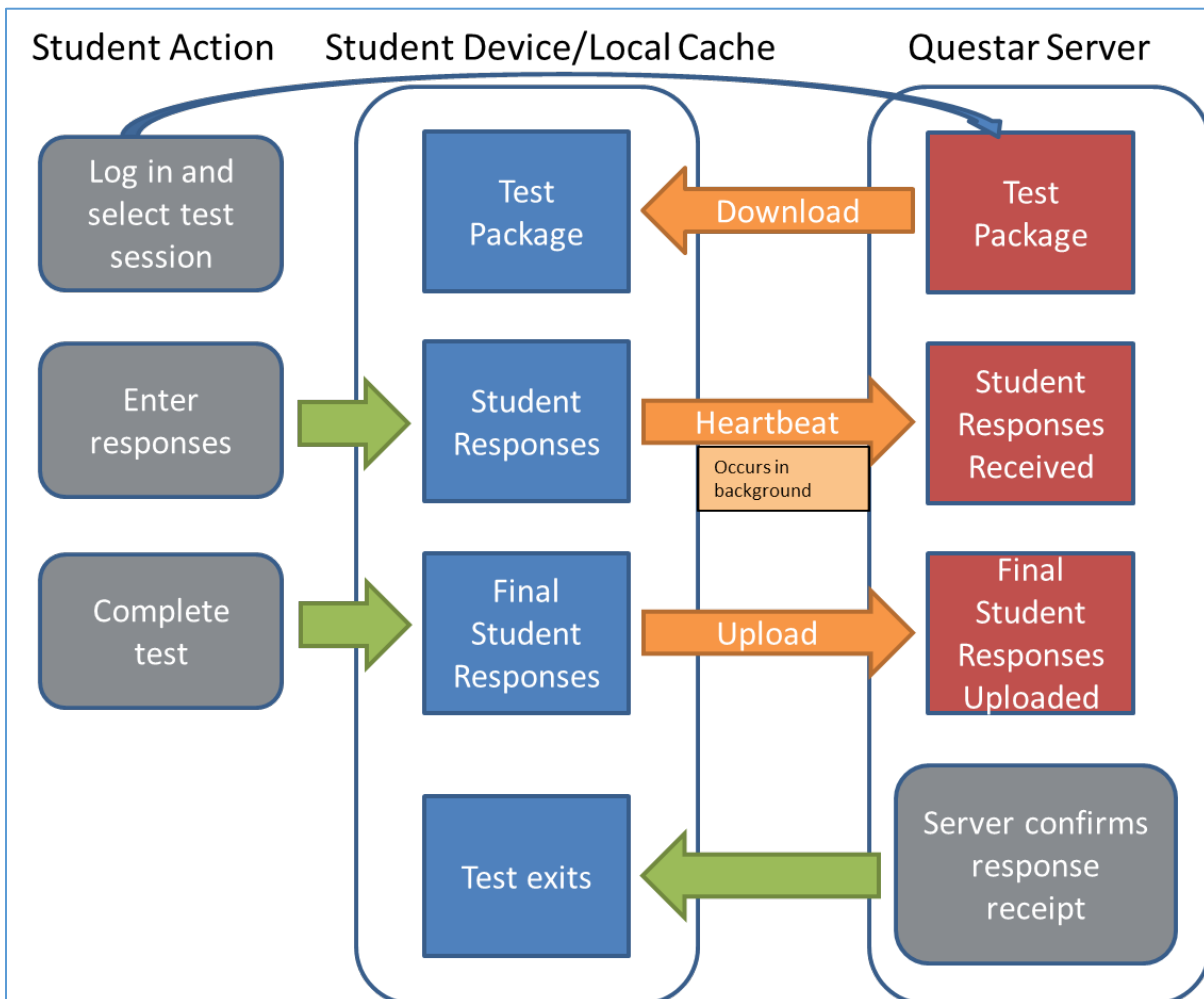 Student Action
Student Device/Local Cache
Questar Server
Log in and
select test
session
Test
Package
Download
Test
Package
Enter
responses
Student
Responses
Heartbeat
Occurs in
background
Student
Responses
Received
Complete
test
Final
Student
Responses
Upload
Final
Student
Responses
Uploaded
Test exits
Server confirms
response
receipt